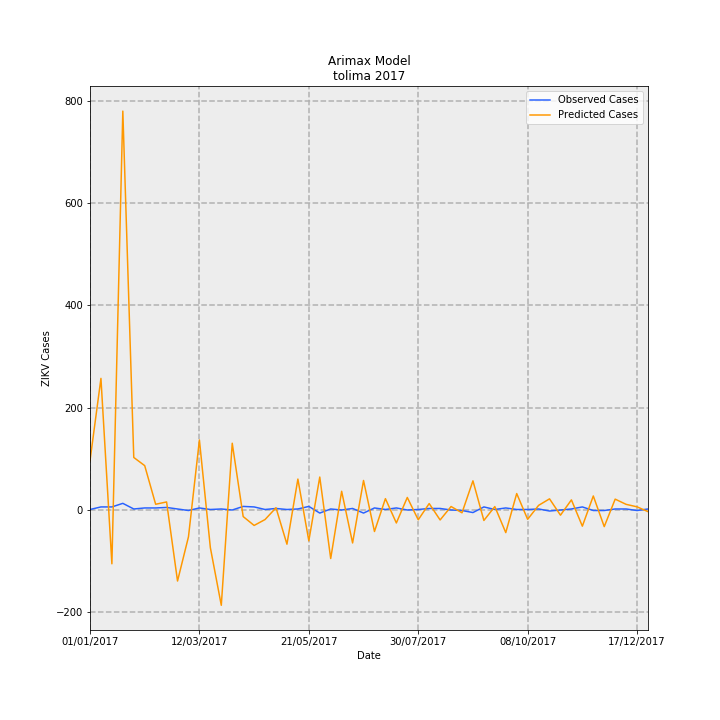 Arimax Model
tolima 2017
Observed Cases
Predicted Cases
ZIKV Cases
800
600
400
200
0
−200
01/01/2017
12/03/2017
21/05/2017
30/07/2017
08/10/2017
17/12/2017
Date